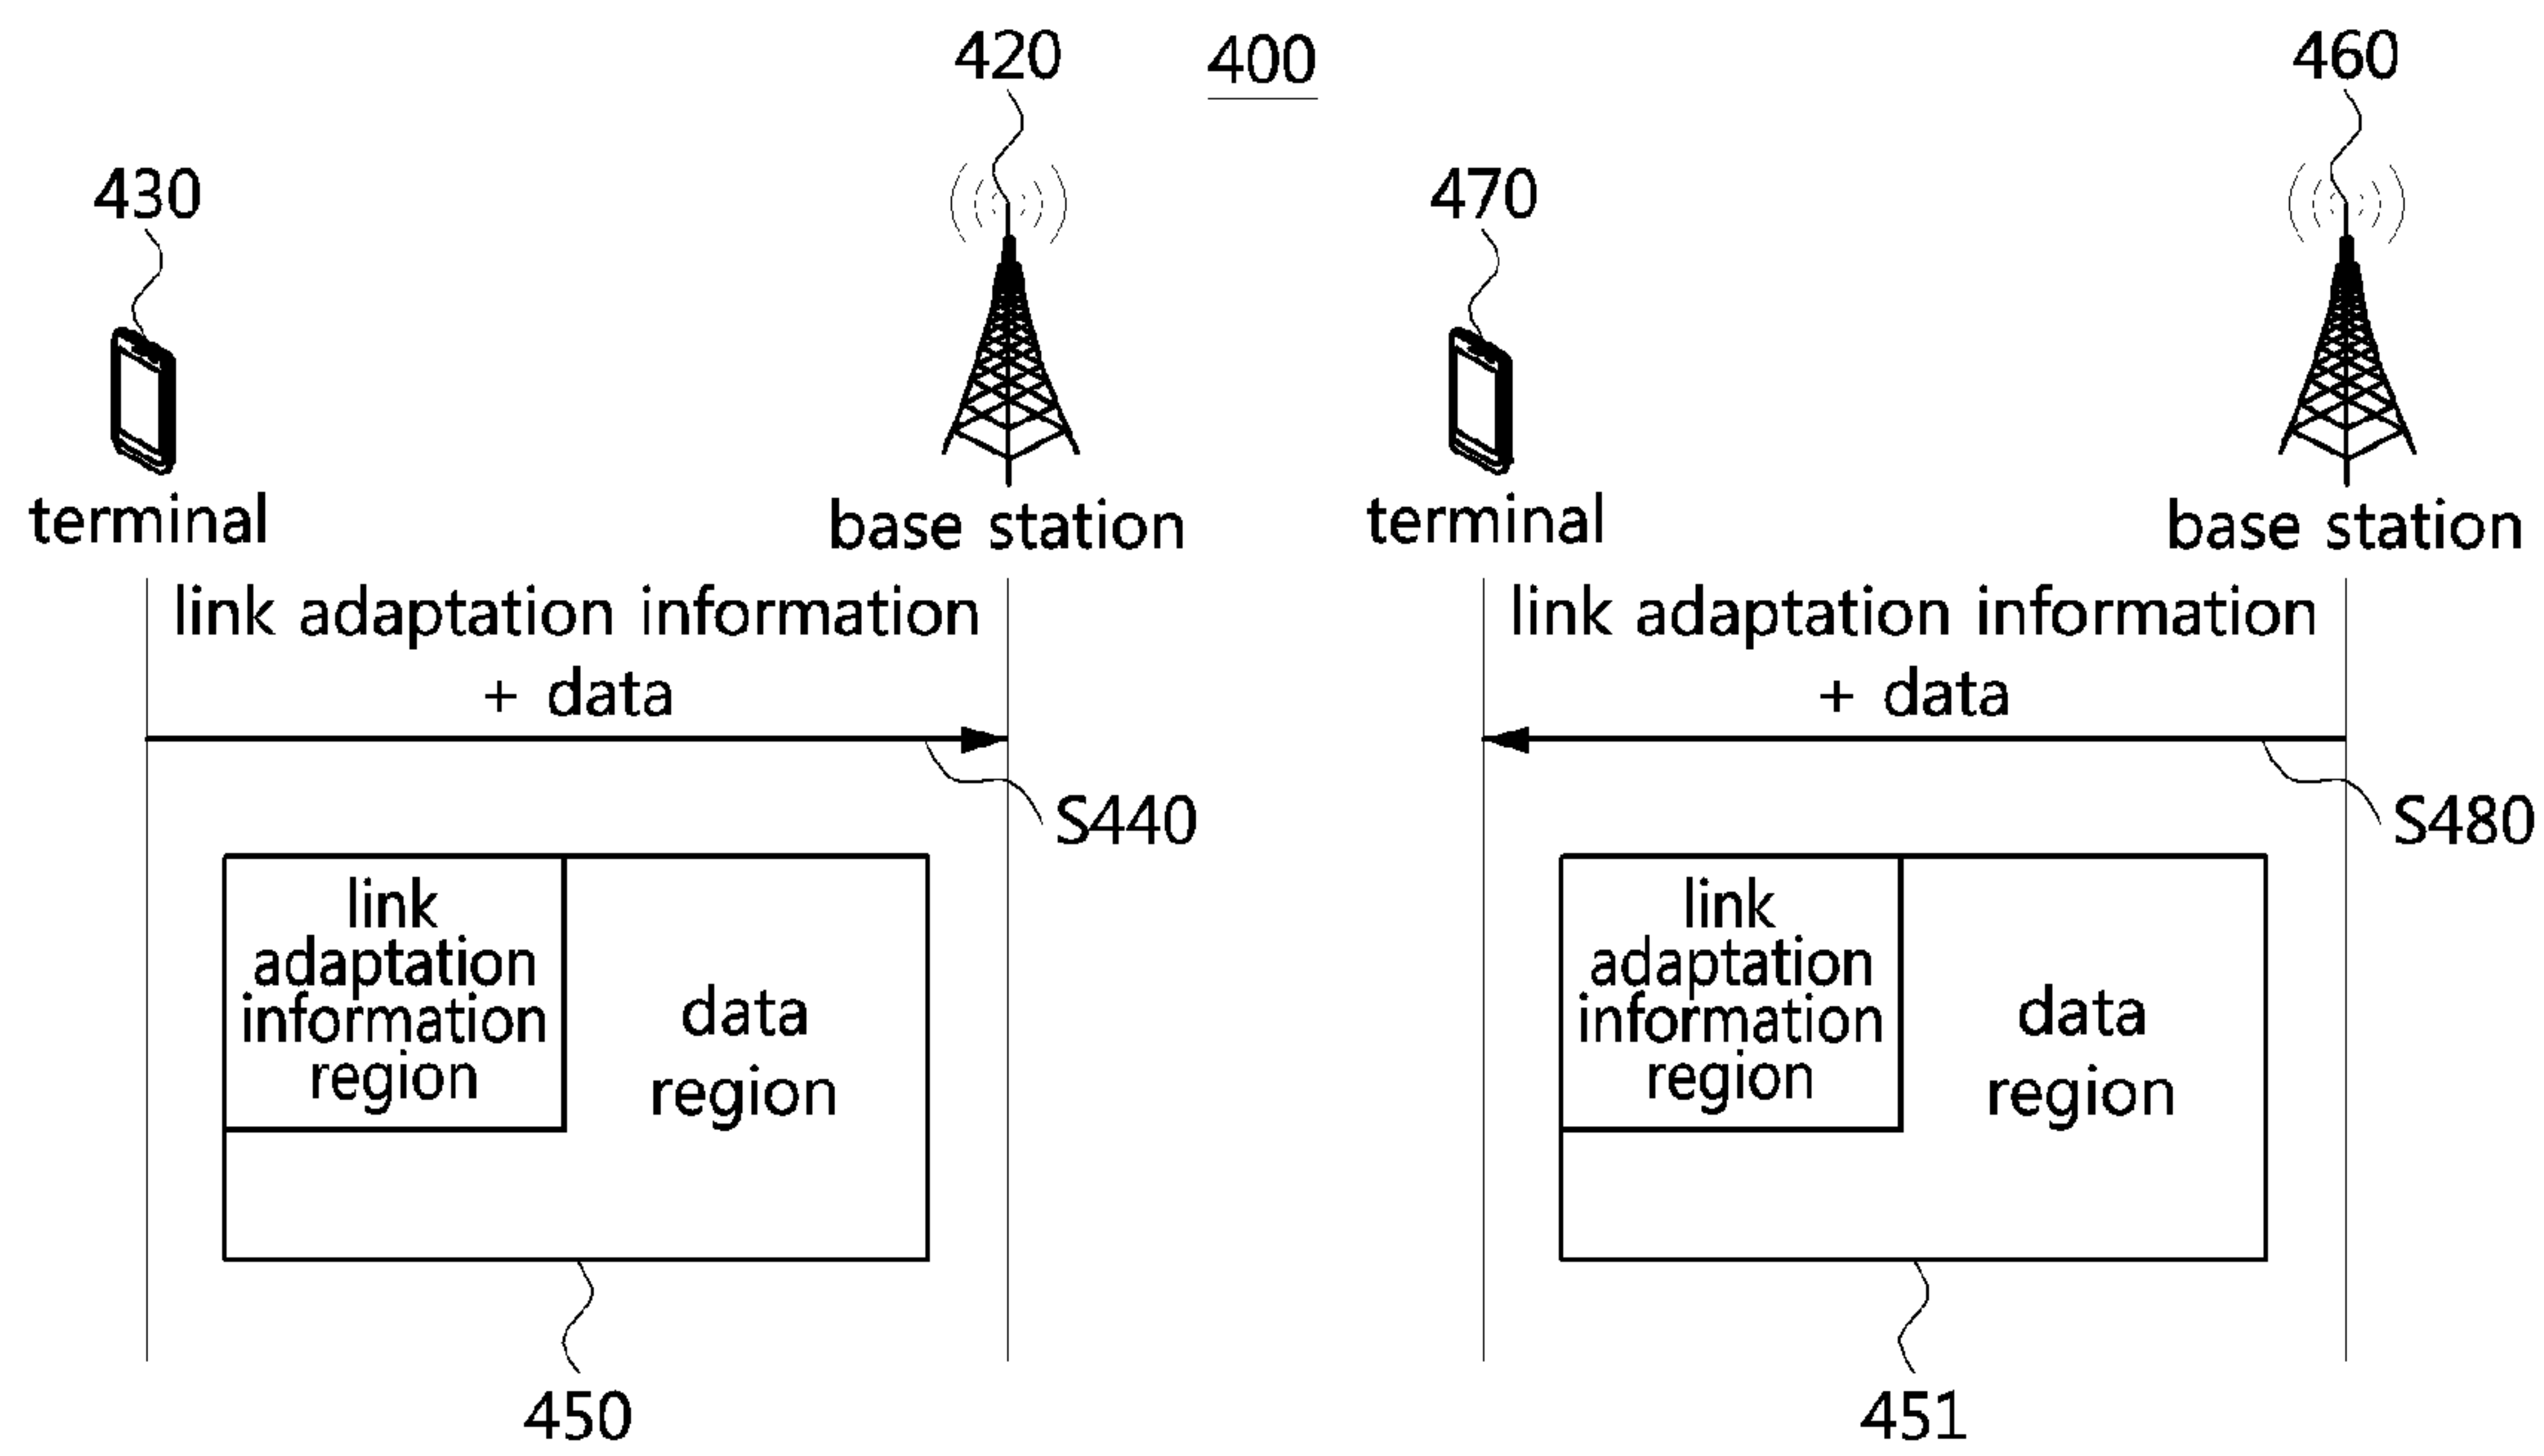 420
400
460
430
470
terminal
base station
terminal
base station
link adaptation information
+ data
link adaptation information
+ data
S440
S480
link
adaptation
information
region
data
region
link
adaptation
information
region
data
region
450
451